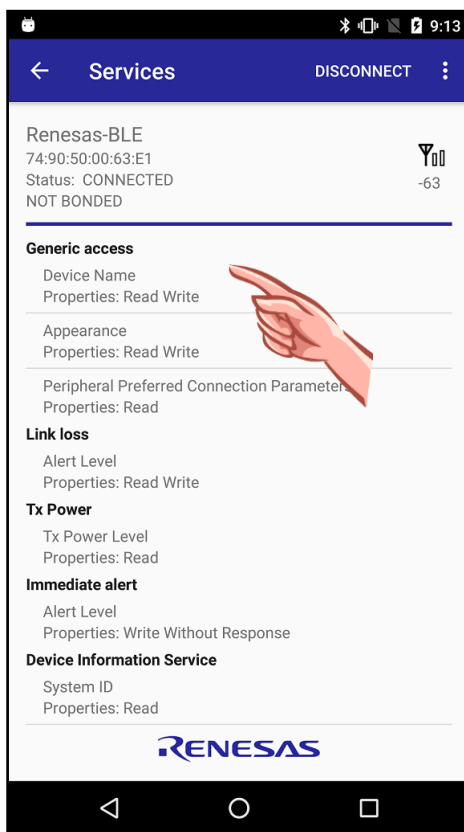 9:13
Services
DISCONNECT
Renesas-BLE
74:90:50:00:63:E1
Status: CONNECTED
NOT BONDED
-63
Generic access
Device Name
Properties: Read Write
Appearance
Properties: Read Write
Peripheral Preferred Connection Parameters
Properties: Read
Link loss
Alert Level
Properties: Read Write
Tx Power
Tx Power Level
Properties: Read
Immediate alert
Alert Level
Properties: Write Without Response
Device Information Service
System ID
Properties: Read
RENESAS